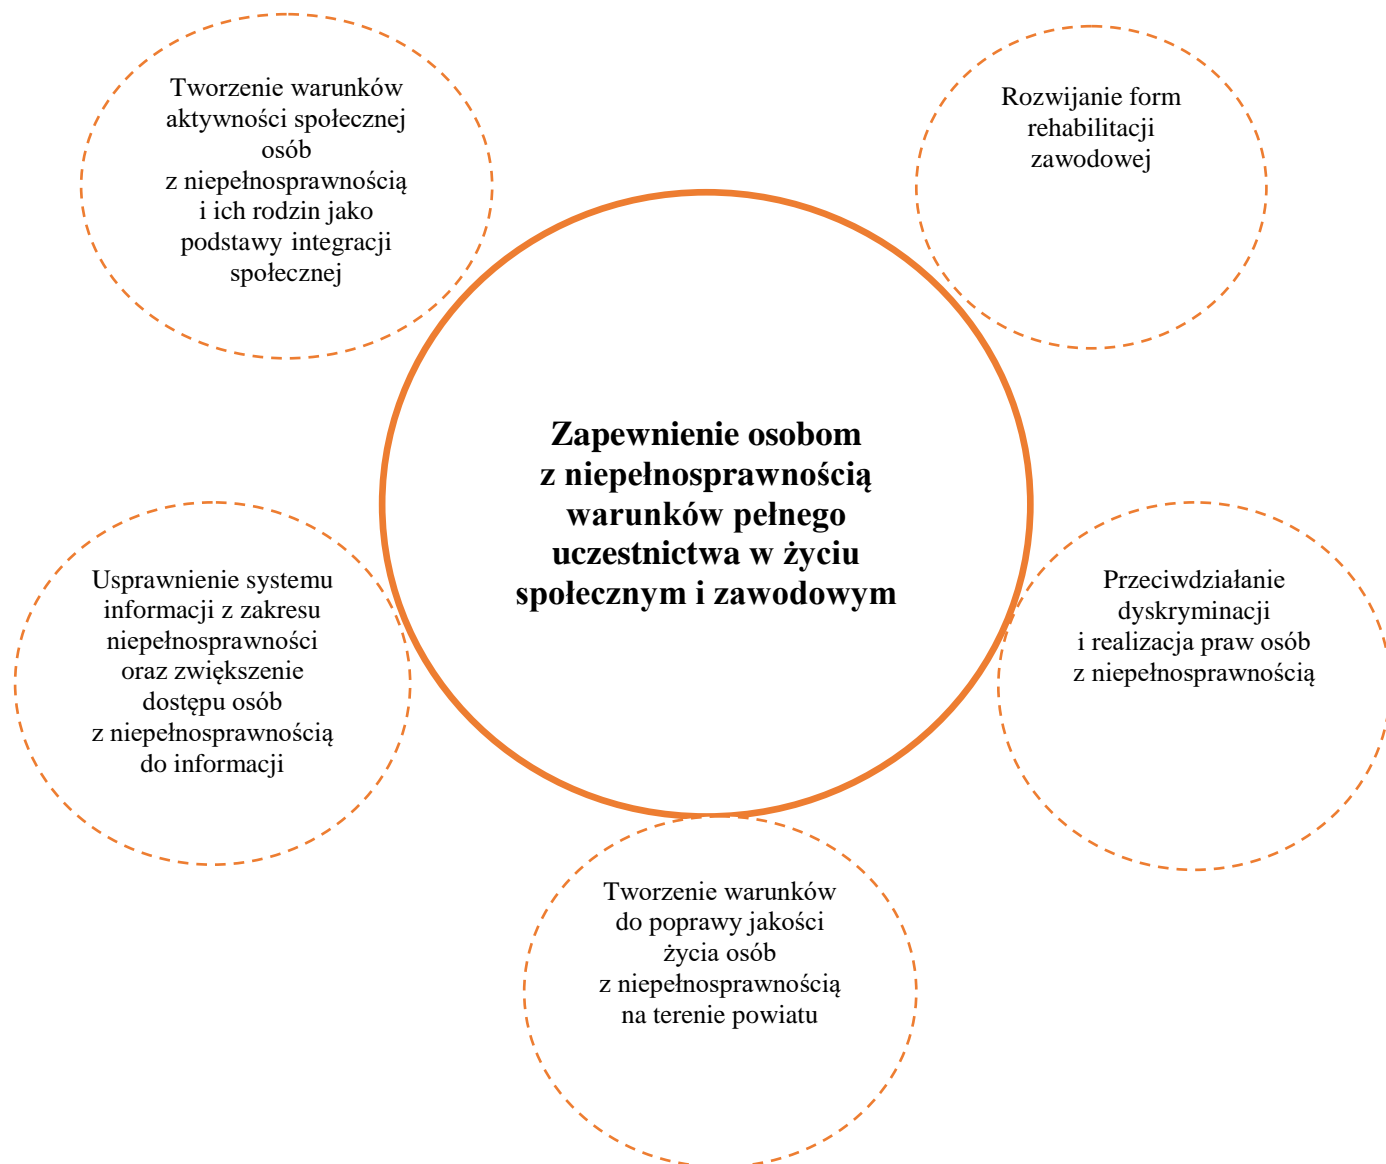 Tworzenie warunków
aktywności społecznej
osób
z niepełnosprawnością
i ich rodzin jako
podstawy integracji
społecznej
Rozwijanie form
rehabilitacji
zawodowej
Zapewnienie osobom
z niepełnosprawnością
warunków pełnego
uczestnictwa w życiu
społecznym i zawodowym
Usprawnienie systemu
informacji z zakresu
niepełnosprawności
oraz zwiększenie
dostępu osób
z niepełnosprawnością
do informacji
Przeciwdziałanie
dyskryminacji
i realizacja praw osób
z niepełnosprawnością
Tworzenie warunków
do poprawy jakości
życia osób
z niepełnosprawnością
na terenie powiatu